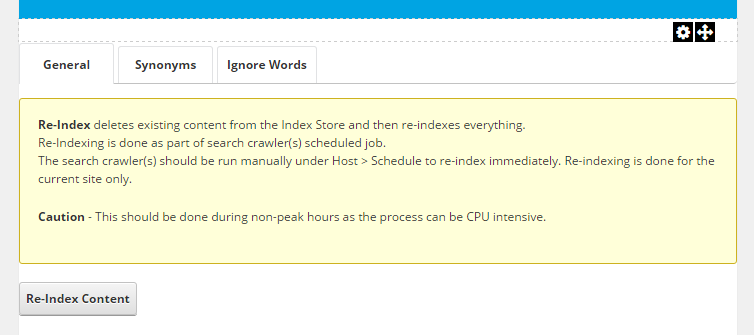 General Synonyms Ignore Words
Re-Index deletes existing content from the Index Store and then re-indexes everything.
Re-Indexing is done as part of search crawler(s) scheduled job.
The search crawler(s) should be run manually under Host > Schedule to re-index immediately. Re-indexing is done for the
current site only.
Caution - This should be done during non-peak hours as the process can be CPU intensive.
Re-Index Content